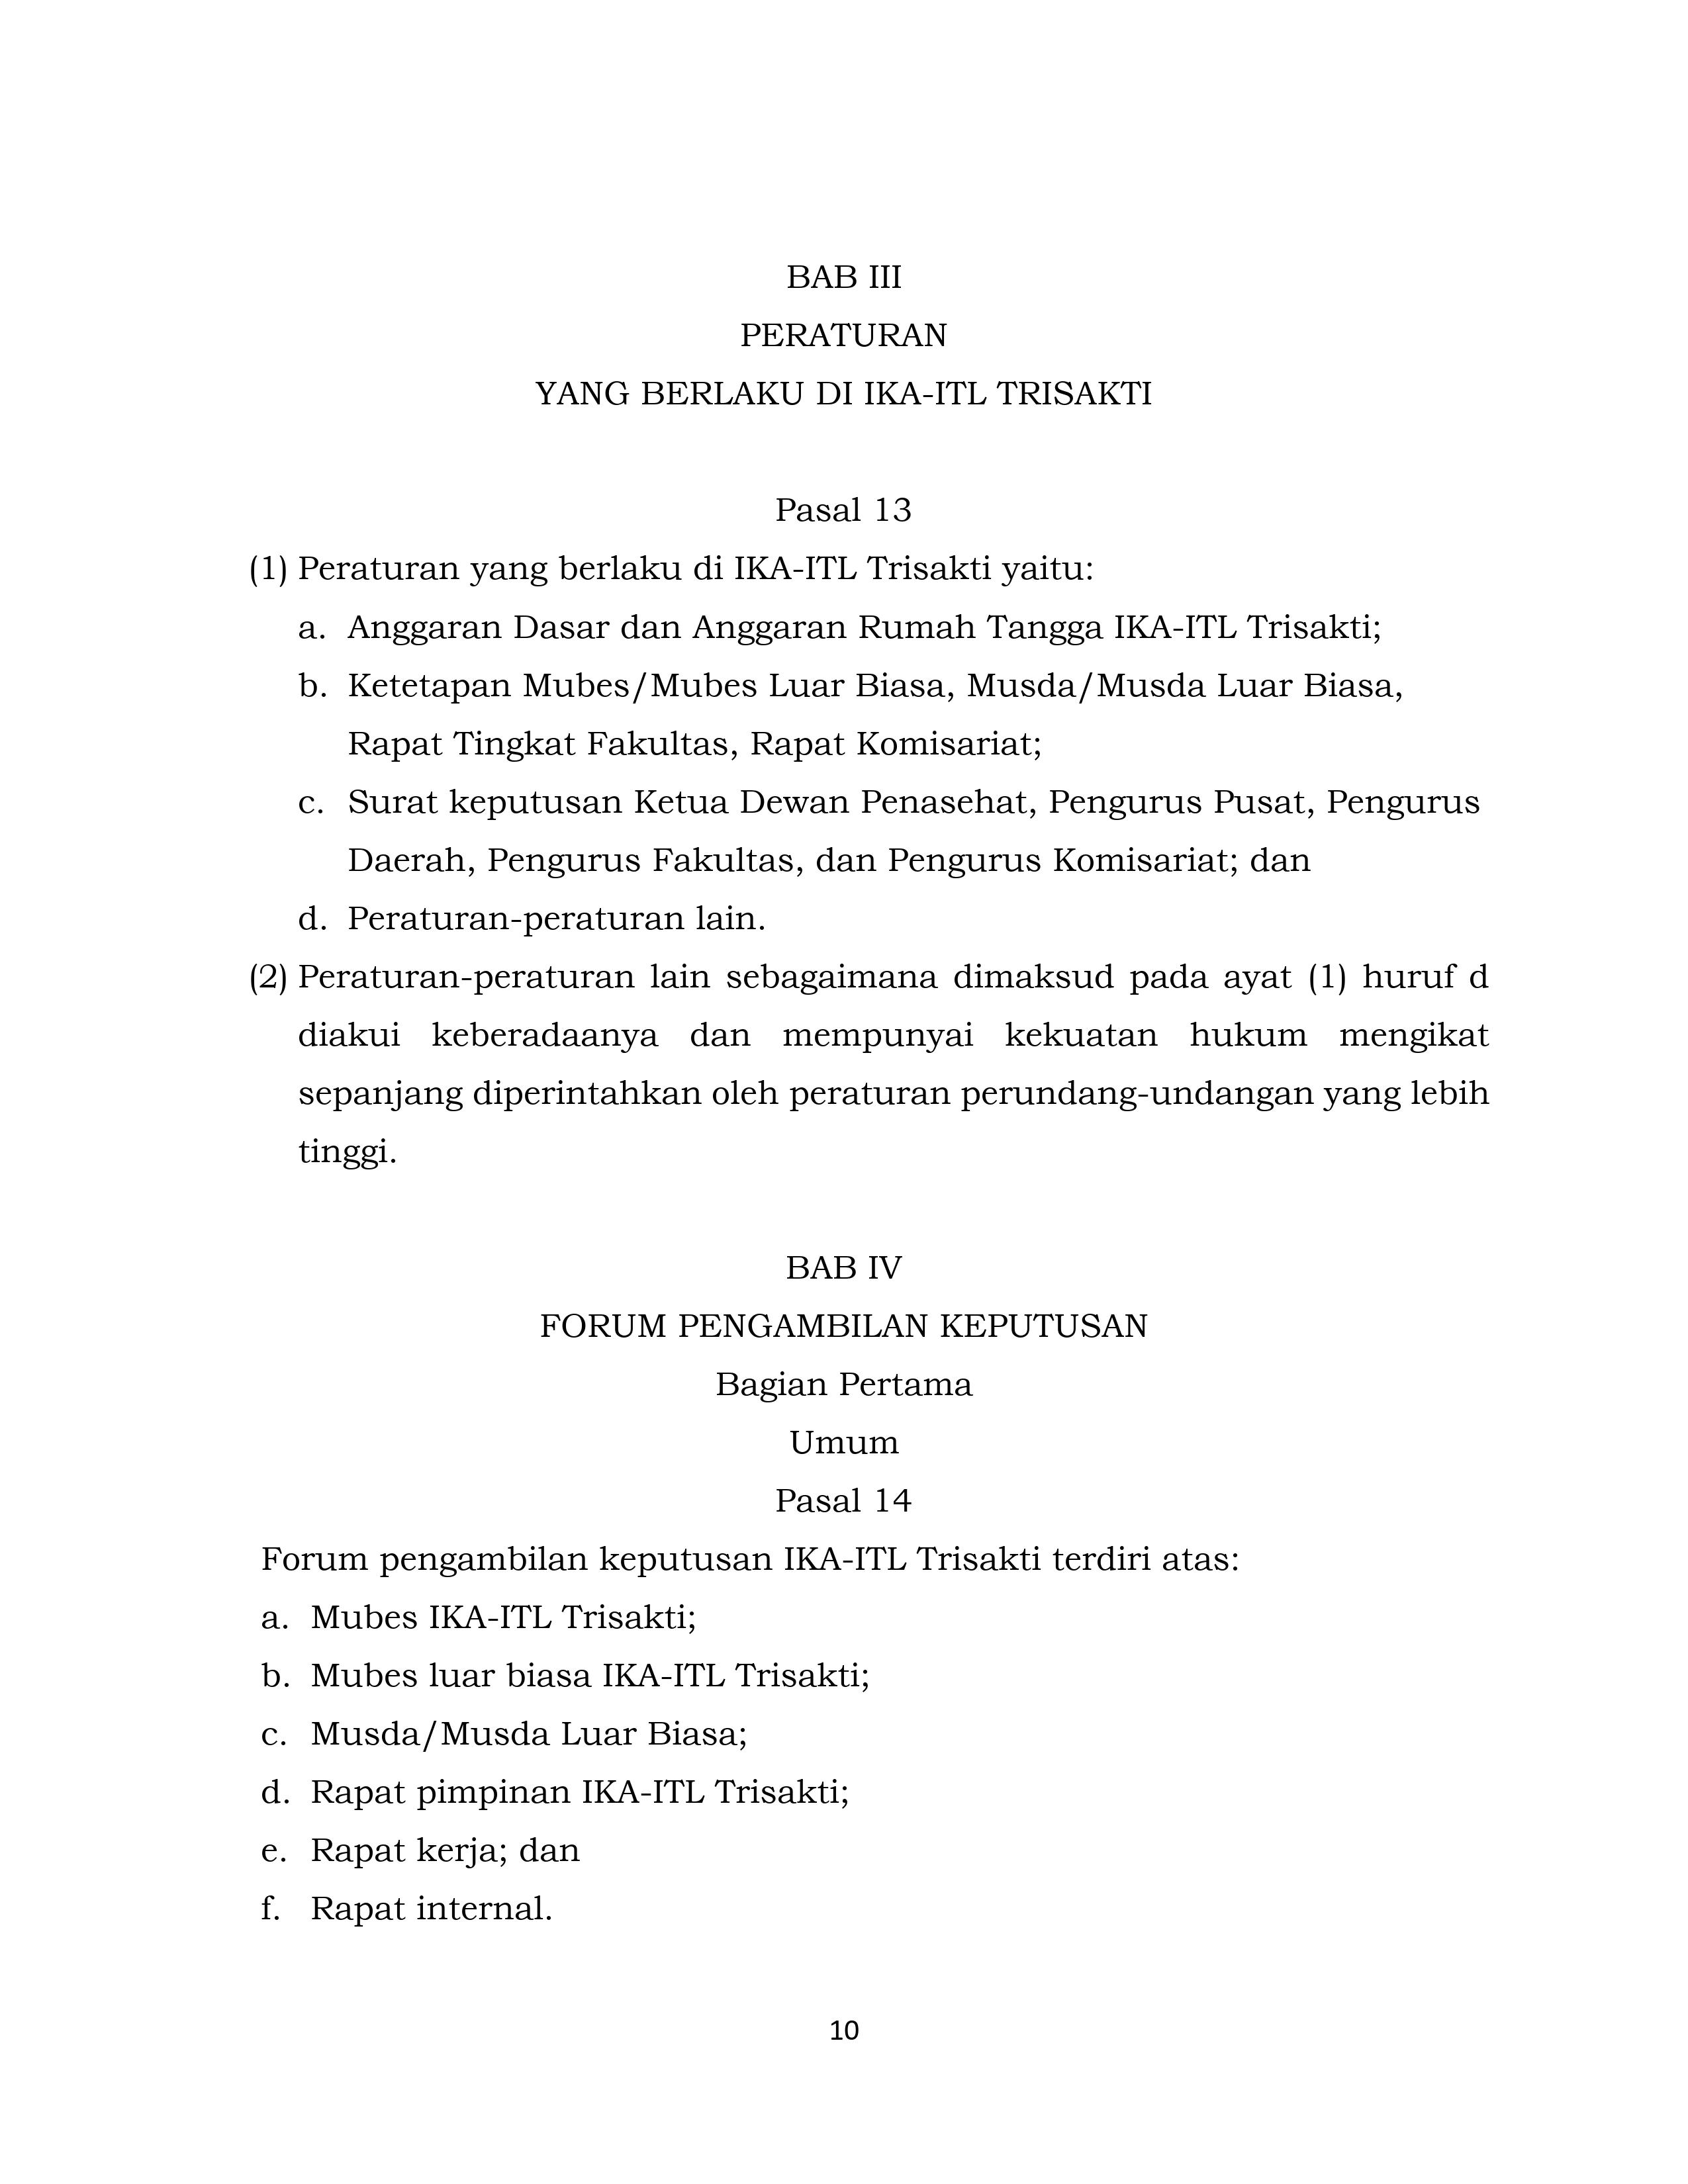 BAB III
PERATURAN
YANG BERLAKU DI IKA-ITL TRISAKTI
Pasal 13
(1) Peraturan yang berlaku di IKA-ITL Trisakti yaitu:
a. Anggaran Dasar dan Anggaran Rumah Tangga IKA-ITL Trisakti;
b. Ketetapan Mubes/Mubes Luar Biasa, Musda/Musda Luar Biasa,
Rapat Tingkat Fakultas, Rapat Komisariat;
c. Surat keputusan Ketua Dewan Penasehat, Pengurus Pusat, Pengurus
Daerah, Pengurus Fakultas, dan Pengurus Komisariat; dan
d. Peraturan-peraturan lain.
(2) Peraturan-peraturan lain sebagaimana dimaksud pada ayat (1) huruf d
diakui keberadaanya dan mempunyai kekuatan hukum mengikat
sepanjang diperintahkan oleh peraturan perundang-undangan yang lebih
tinggi.
BAB IV
FORUM PENGAMBILAN KEPUTUSAN
Bagian Pertama
Umum
Pasal 14
Forum pengambilan keputusan IKA-ITL Trisakti terdiri atas:
a. Mubes IKA-ITL Trisakti;
b. Mubes luar biasa IKA-ITL Trisakti;
c. Musda/Musda Luar Biasa;
d. Rapat pimpinan IKA-ITL Trisakti;
e. Rapat kerja; dan
f. Rapat internal.
10